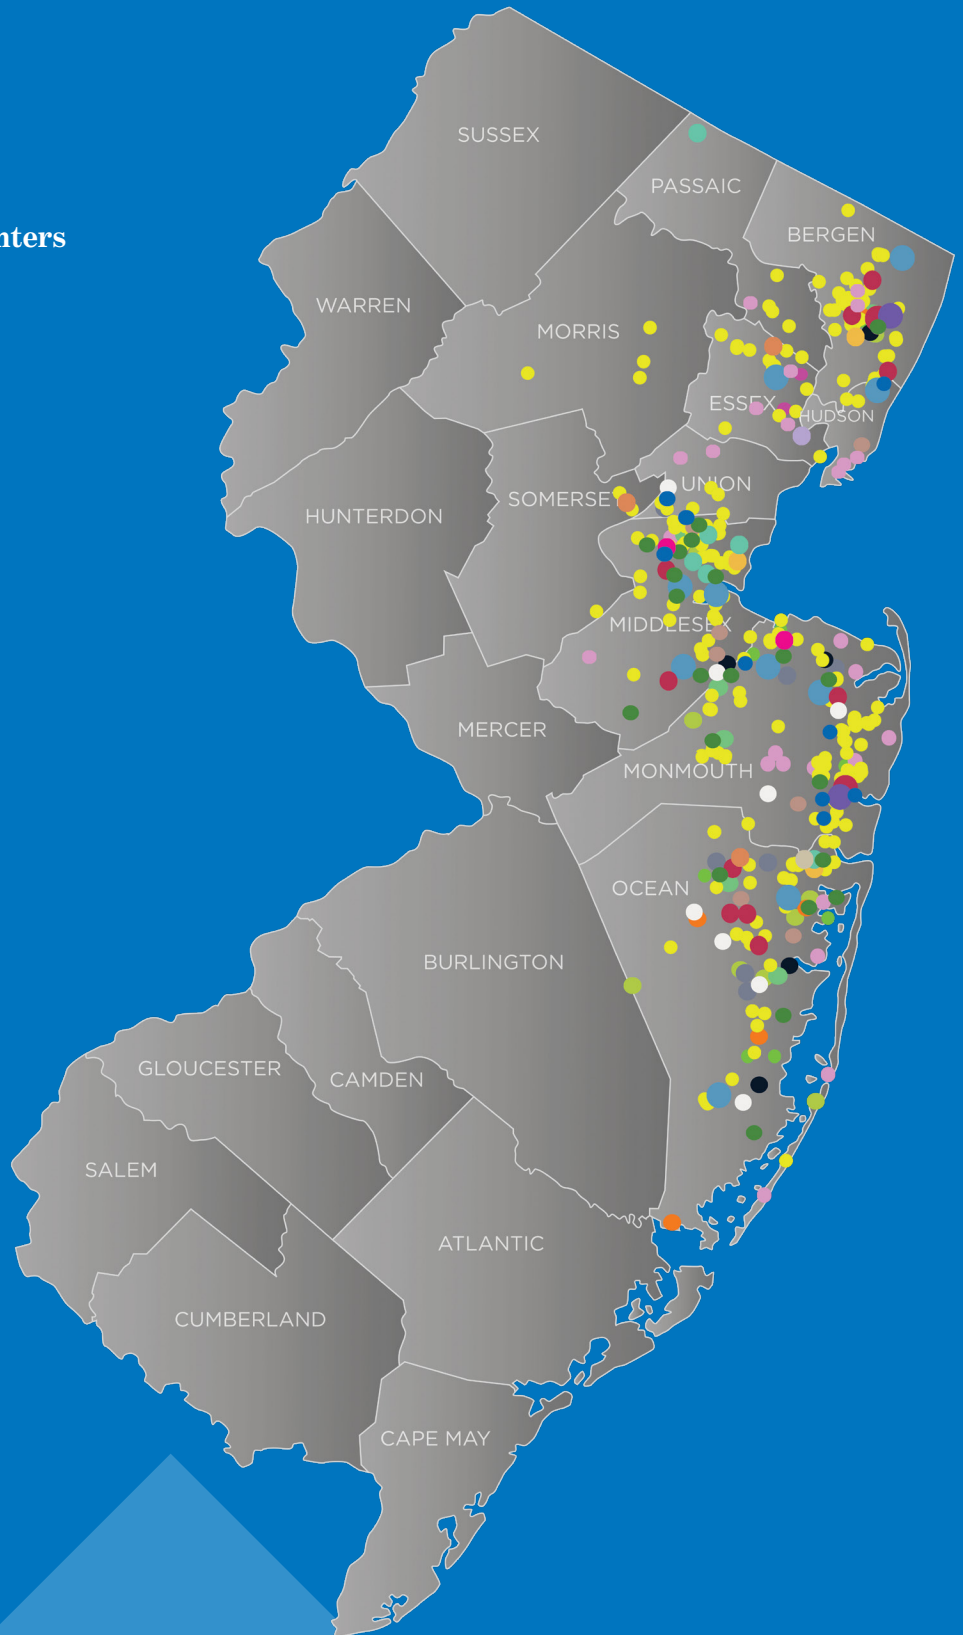 SUSSEX
PASSAIC
nters
BERGEN
WARREN
MORRIS
ESSEX
HUDSON
UNION
SOMERSE
HUNTERDON
MIDDLESEX
MERCER
MONMOUTH
OCEAN
BURLINGTON
GLOUCESTER
CAMDEN
SALEM
ATLANTIC
CUMBERLAND
CAPE MAY